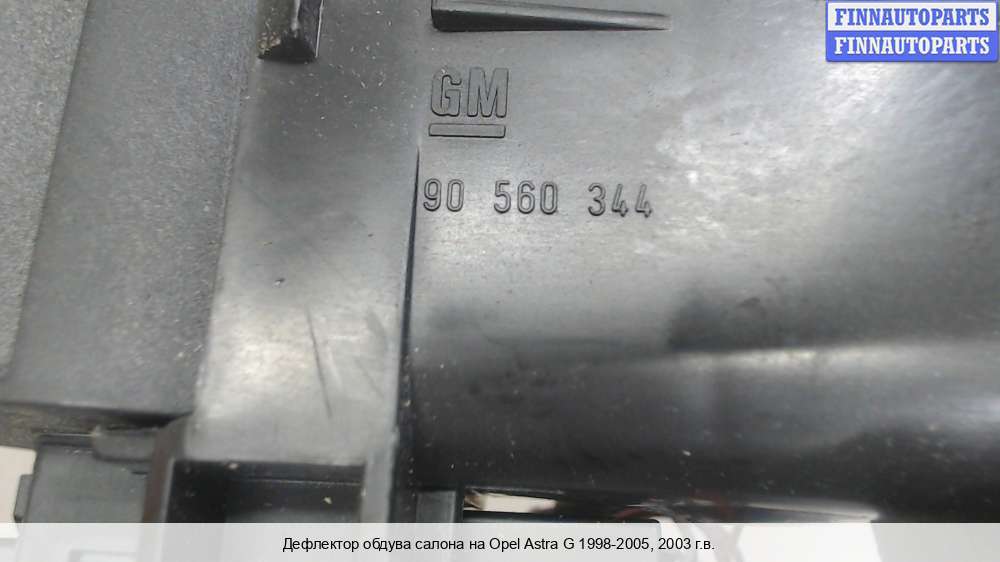 FINNAUTOPARTS
FINNAUTOPARTS
GM
90 560 344
Дефлектор обдува салона на Opel Astra G 1998-2005, 2003 г.в.